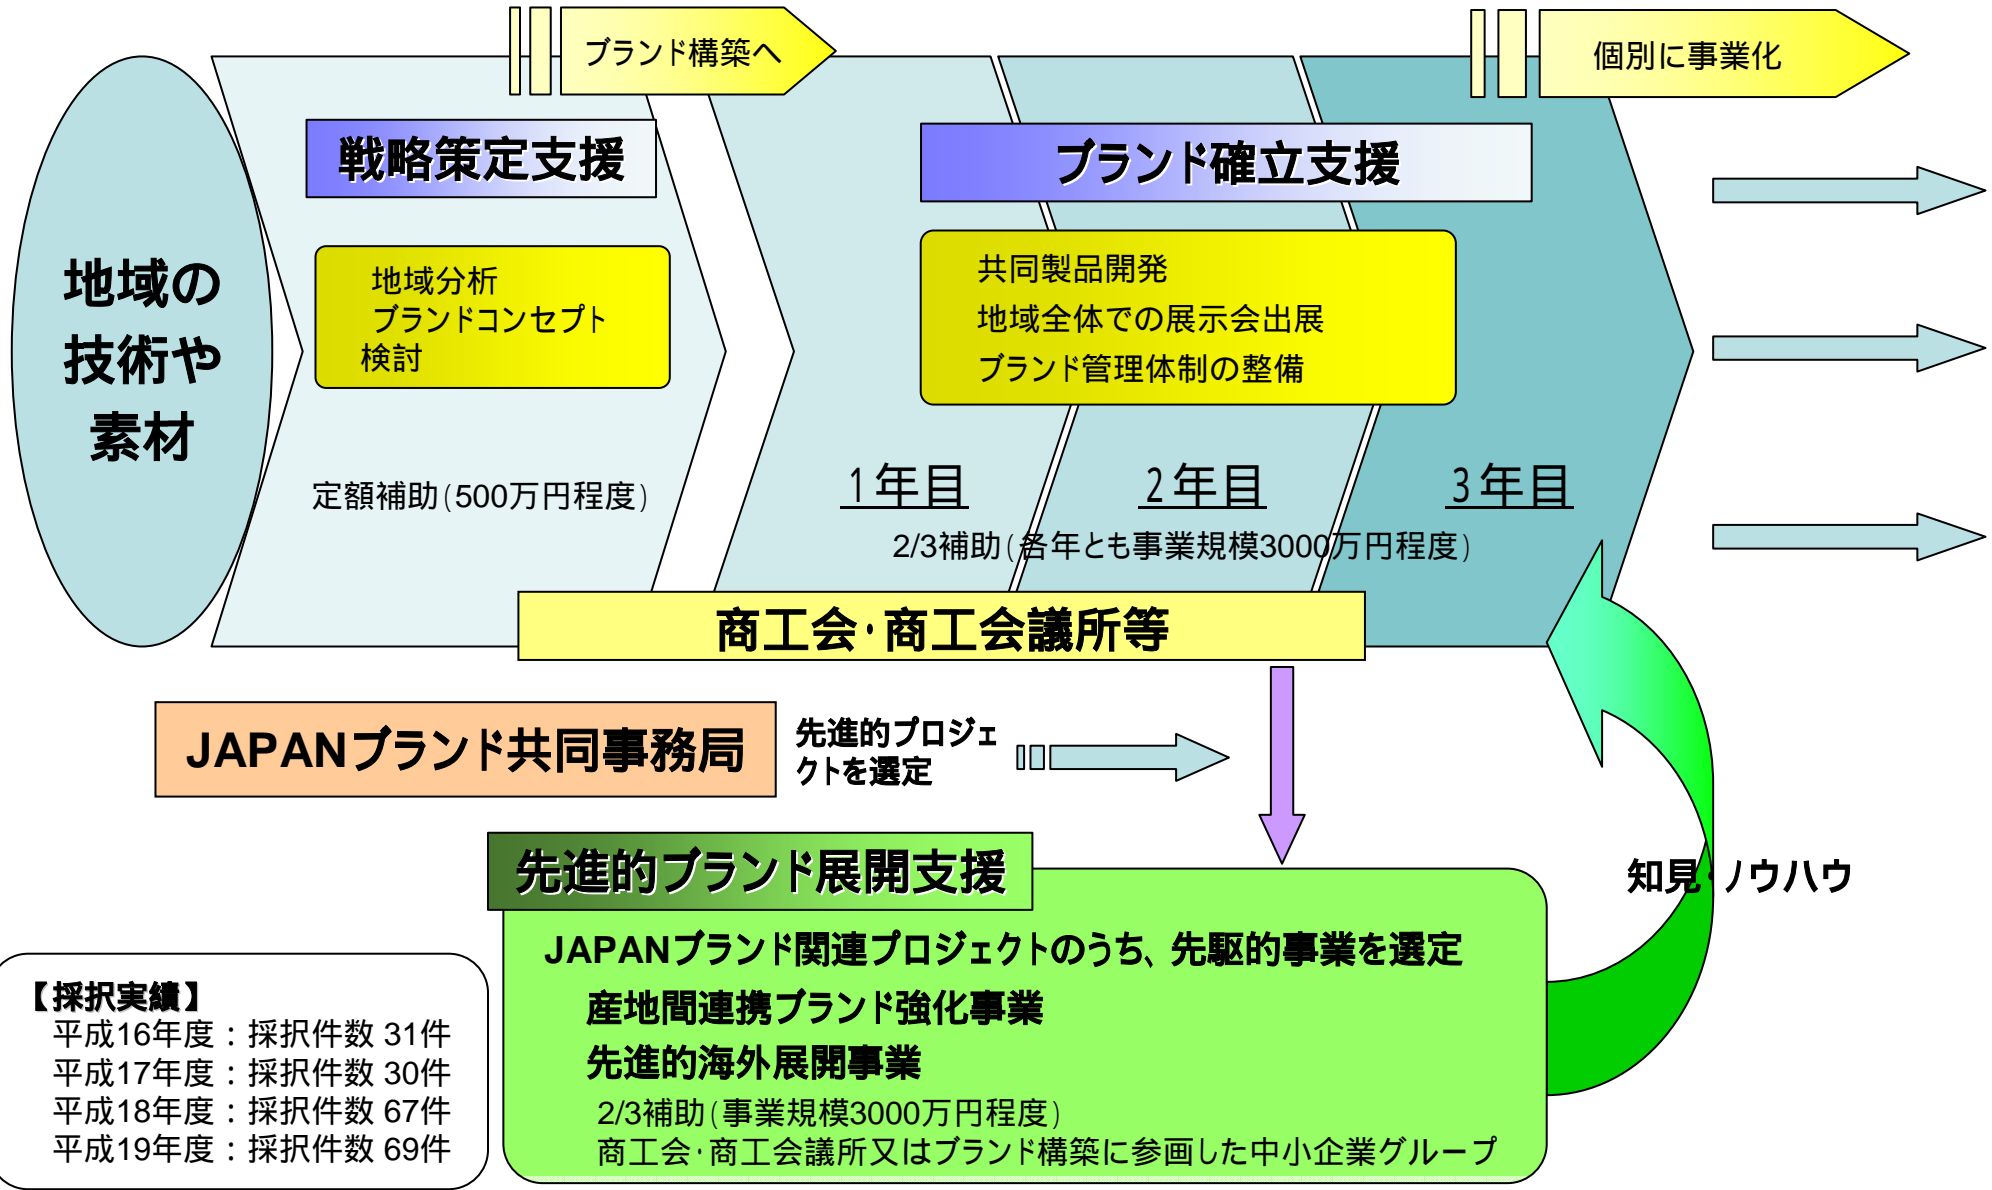 ブランド構築へ
個別に事業化
地域の
技術や
素材
戦略策定支援
地域分析
ブランドコンセプト
検討
定額補助(500万円程度)
ブランド確立支援
共同製品開発
地域全体での展示会出展
ブランド管理体制の整備
1年目
2年目
3年目
2/3補助(各年とも事業規模3000万円程度)
商工会・商工会議所等
JAPANブランド共同事務局
先進的プロジェ
クトを選定
先進的ブランド展開支援
JAPANブランド関連プロジェクトのうち、先駆的事業を選定
産地間連携ブランド強化事業
先進的海外展開事業
2/3補助(事業規模3000万円程度)
商工会・商工会議所又はブランド構築に参画した中小企業グループ
知見・ノウハウ
【採択実績】
平成16年度:採択件数 31件
平成17年度:採択件数 30件
平成18年度:採択件数 67件
平成19年度:採択件数 69件